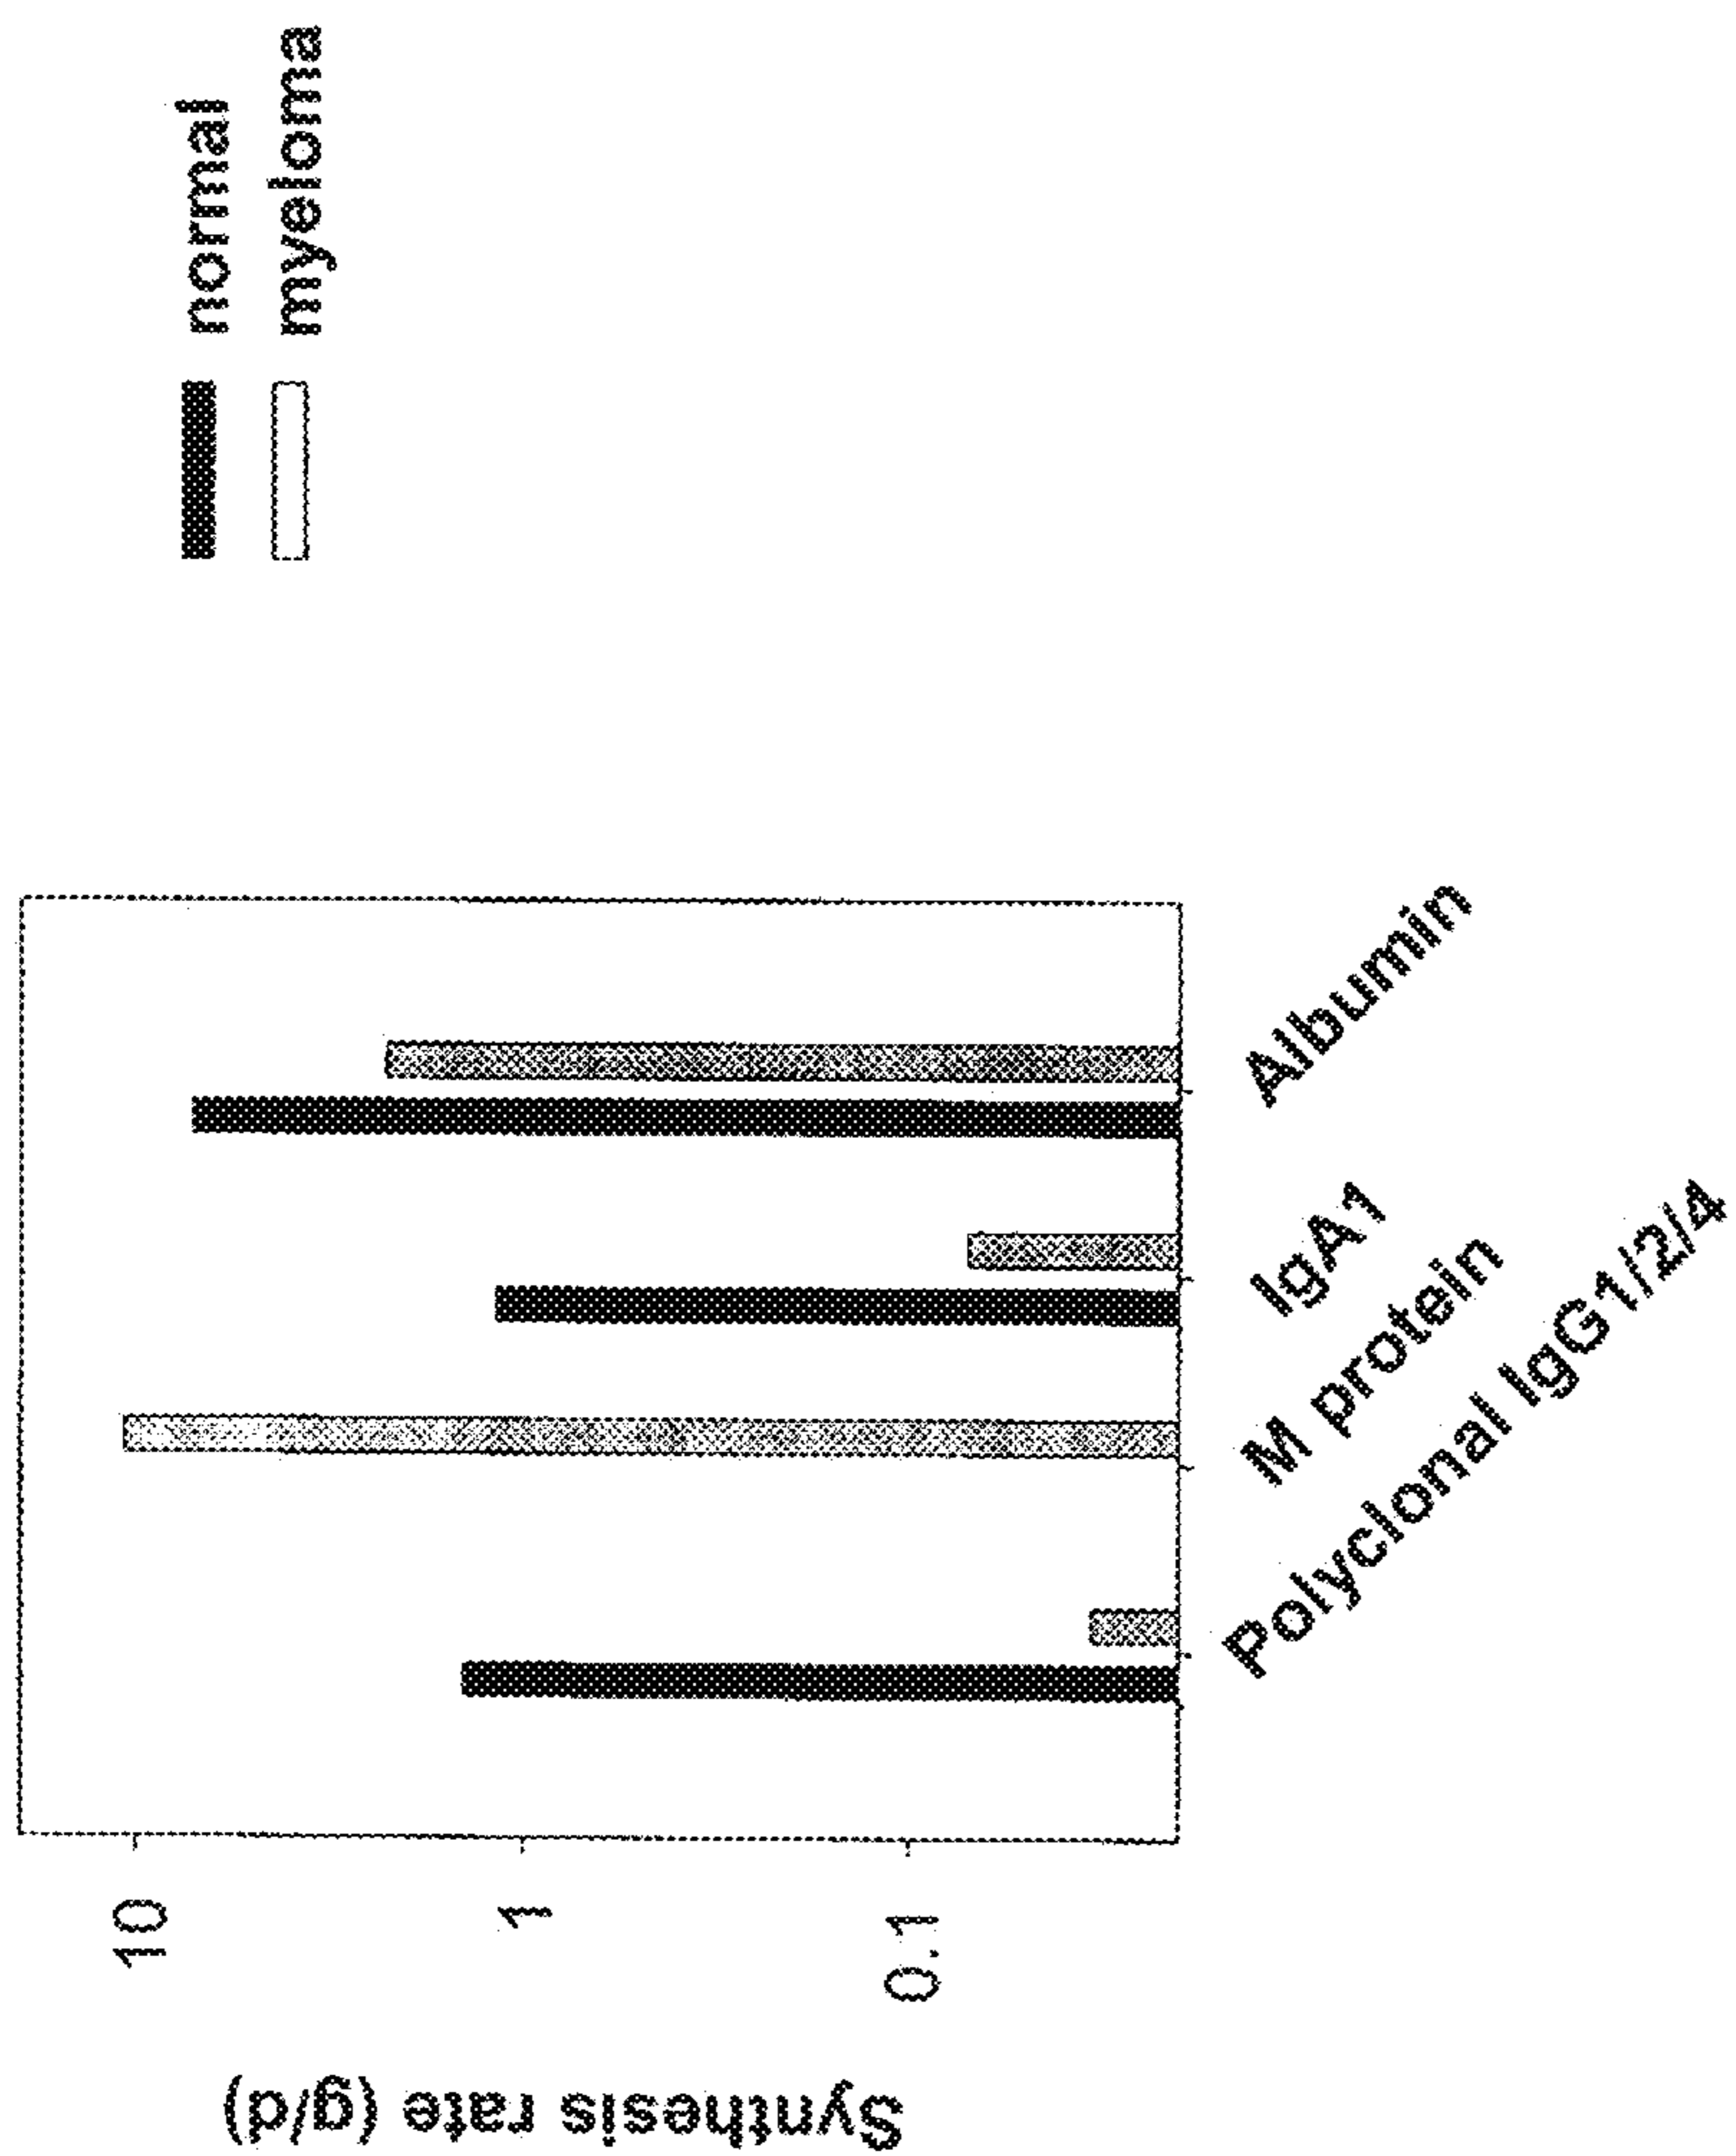 normal
myeloma
Synthesis rate (g/d)
10
1
0.1
Polyclonal IgG1/2/4
M protein
IgA1
Albumin